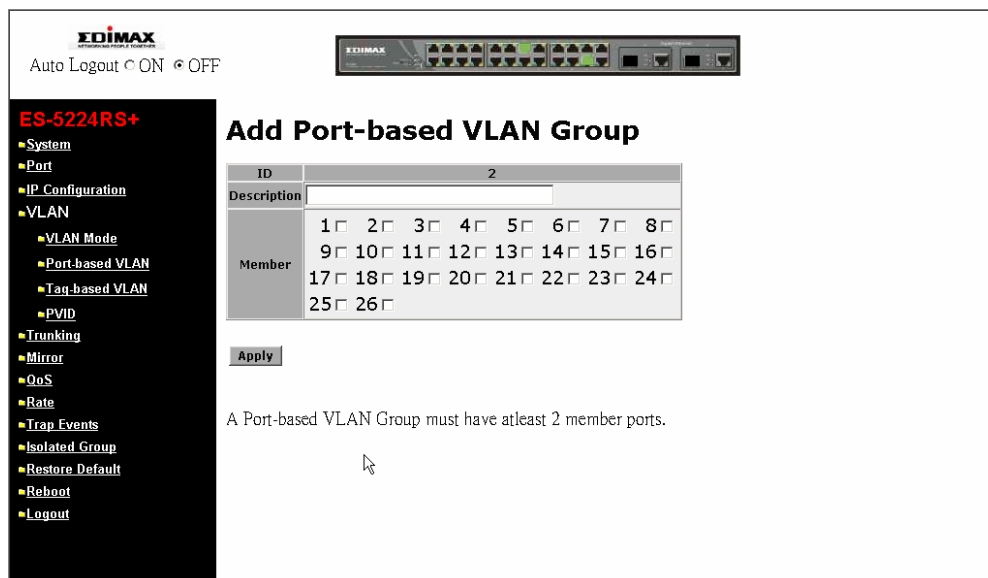 EDIMAX
NETWORKING PEOPLE TOGETHER
Auto Logout ON OFF
EDIMAX
ES-5224RS+
System
Port
IP Configuration
VLAN
VLAN Mode
Port-based VLAN
Tag-based VLAN
PVID
Trunking
Mirror
QoS
Rate
Trap Events
Isolated Group
Restore Default
Reboot
Logout
Add Port-based VLAN Group
ID 2
Description
Member
1 2 3 4 5 6 7 8
9 10 11 12 13 14 15 16
17 18 19 20 21 22 23 24
25 26
Apply
A Port-based VLAN Group must have atleast 2 member ports.